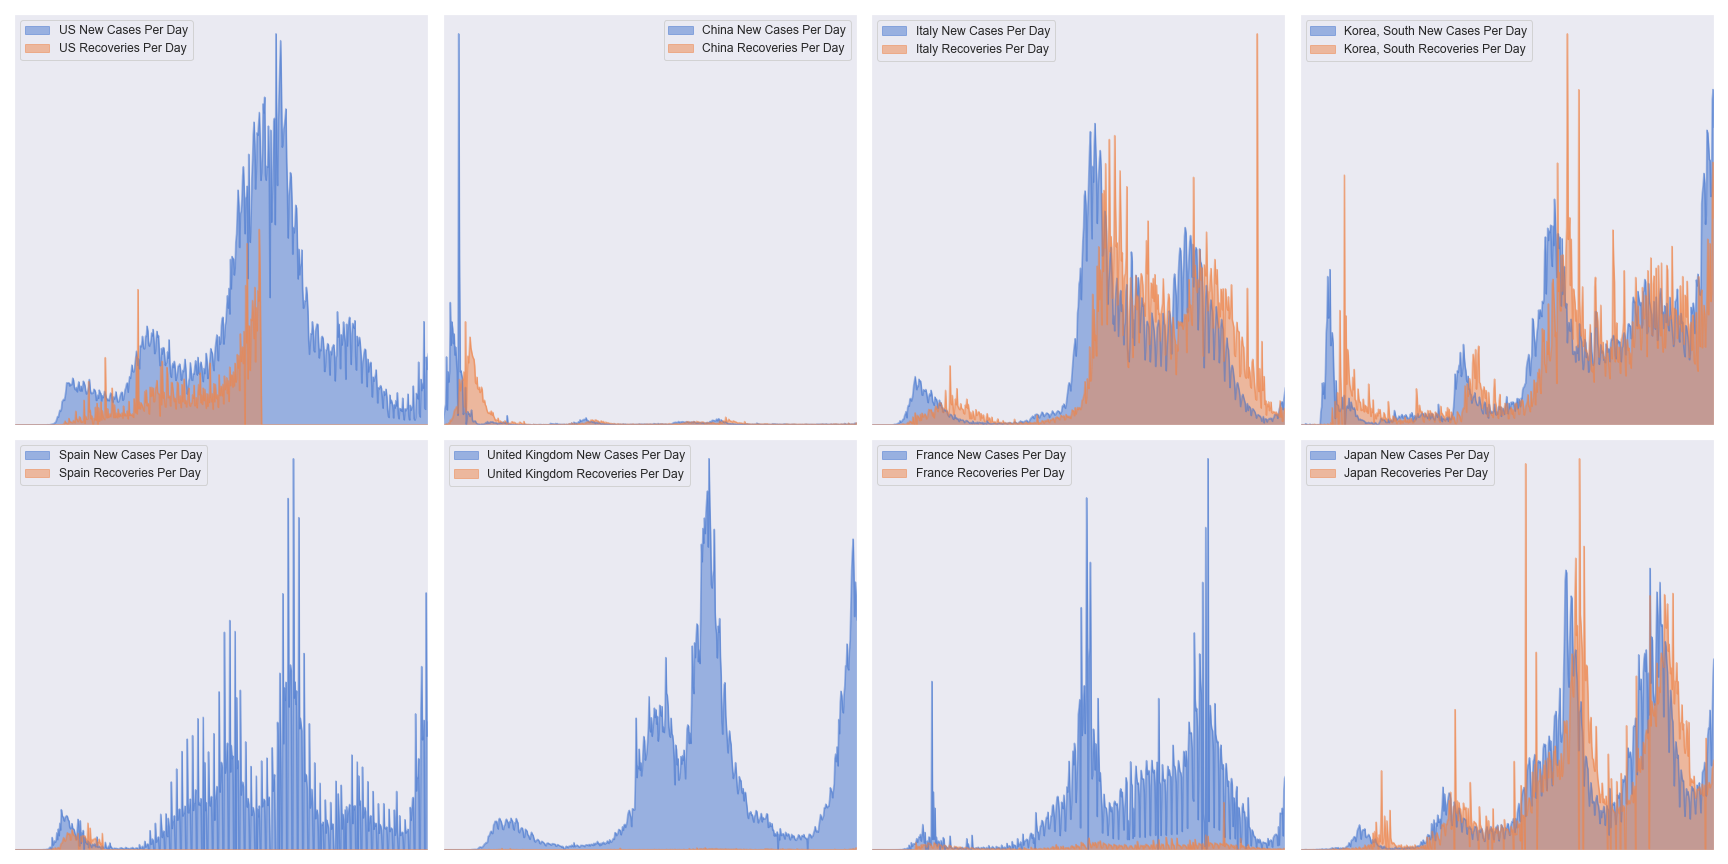 US New Cases Per Day
US Recoveries Per Day
China New Cases Per Day
China Recoveries Per Day
Italy New Cases Per Day
Italy Recoveries Per Day
Korea, South New Cases Per Day
Korea, South Recoveries Per Day
Spain New Cases Per Day
Spain Recoveries Per Day
United Kingdom New Cases Per Day
United Kingdom Recoveries Per Day
France New Cases Per Day
France Recoveries Per Day
Japan New Cases Per Day
Japan Recoveries Per Day